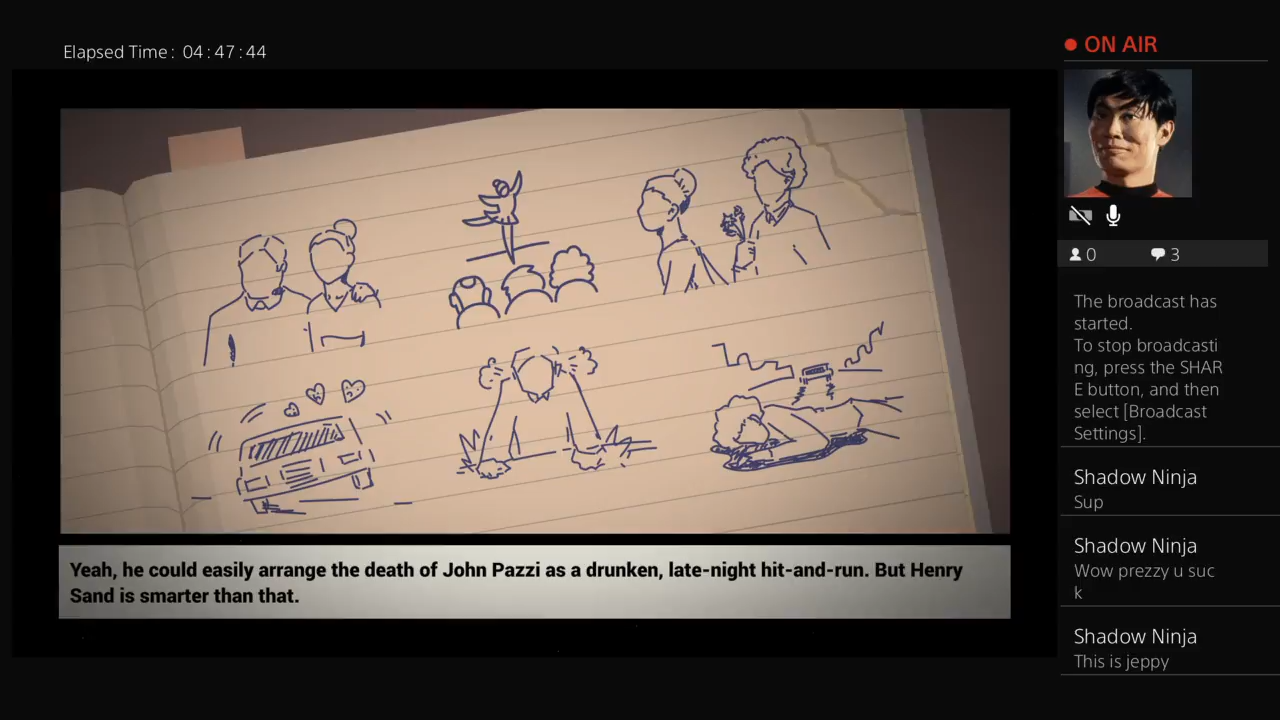 Elapsed Time: 04:47:44
ON AIR
0
3
The broadcast has
started.
To stop broadcasti
ng, press the SHAR
E button, and then
select [Broadcast
Settings].
Shadow Ninja
Sup
Shadow Ninja
Wow prezzy u suc
k
Shadow Ninja
This is jeppy
Yeah, he could easily arrange the death of John Pazzi as a drunken, late-night hit-and-run. But Henry
Sand is smarter than that.